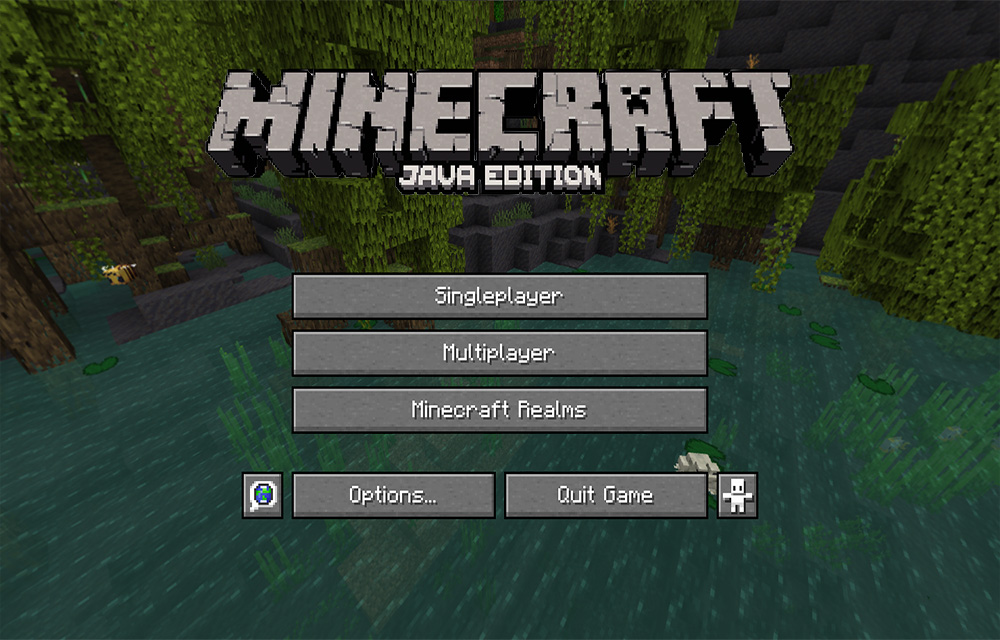 MINECRAFT
JAVA EDITION
Singleplayer
Multiplayer
Minecraft Realms
Options...
Quit Game